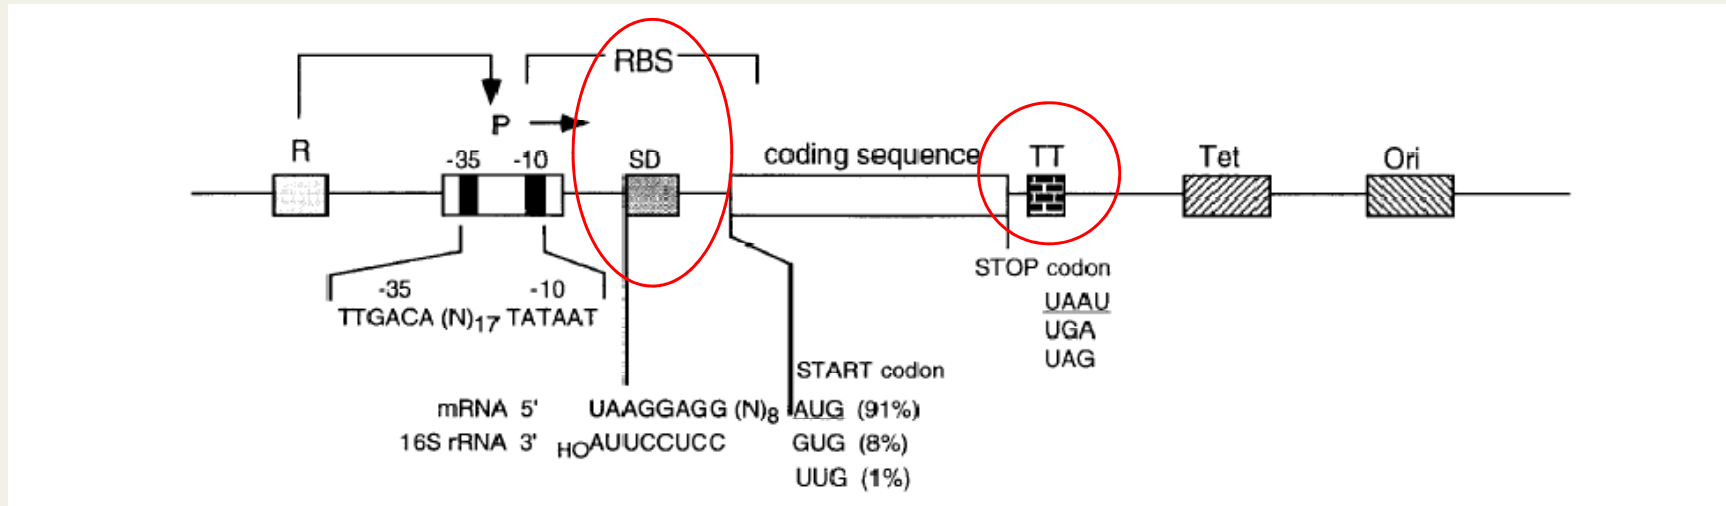 RBS
P
R -35 -10 SD coding sequence TT Tet Ori
-35 -10 STOP codon
TTGACA (N)17 TATAAT UAAU
UGA
UAG
START codon
mRNA 5' UAAGGAGG (N)8 AUG (91%)
16S rRNA 3' HOAUUCCUCC GUG (8%)
UUG (1%)